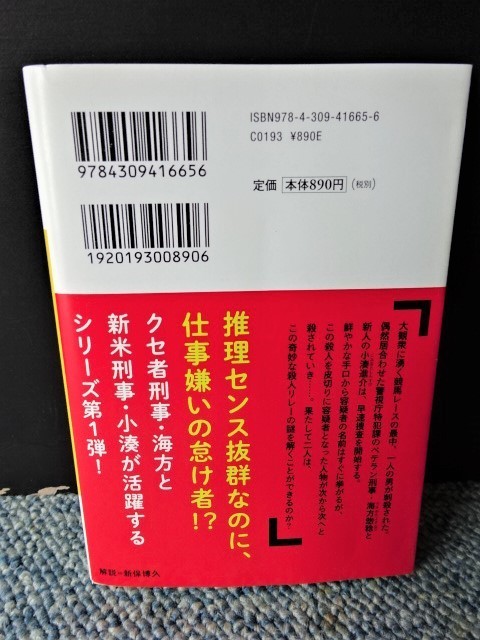 ISBN978-4-309-41665-6
C0193 ¥890E
定価 本体890円 (税別)
9784309416656
1920193008906
大観衆に湧く競馬レースの最中、一人の男が刺殺された。
偶然居合わせた警視庁特犯課のベテラン刑事・海方惣稔と
新人の小湊進介は、早速捜査を開始する。
鮮やかな手口から容疑者の名前はすぐに挙がるが、
この殺人を皮切りに容疑者となった人物が次から次へと
殺されていき……。果たして二人は、
この奇妙な殺人リレーの謎を解くことができるのか?
推理センス抜群なのに、
仕事嫌いの怠け者!?
クセ者刑事・海方と
新米刑事・小湊が活躍する
シリーズ第1弾!
解説=新保博久